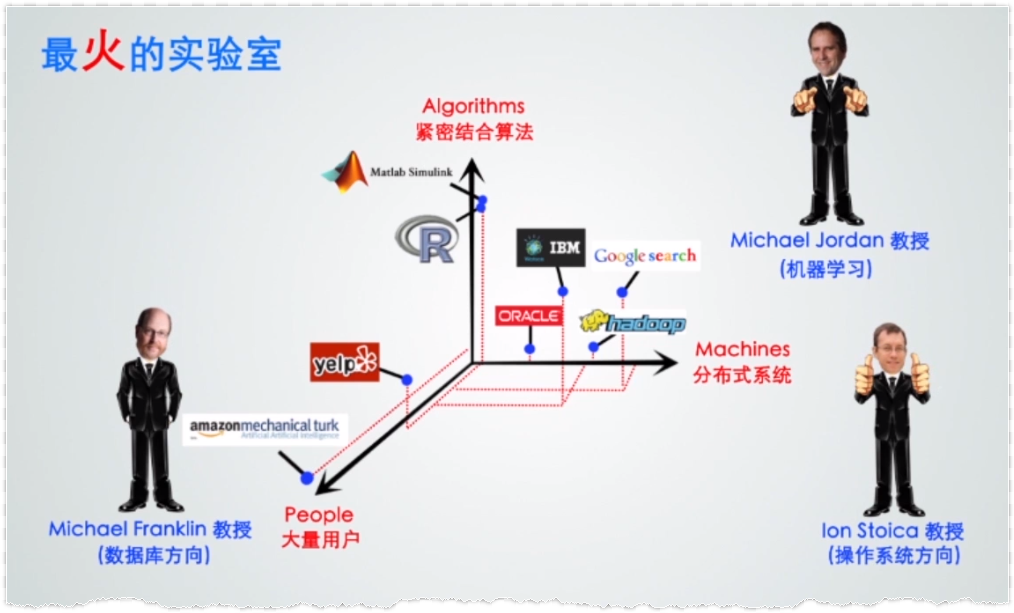 最火的实验室
Algorithms
紧密结合算法
Matlab Simulink
R
IBM
Google search
ORACLE
hadoop
Machines
分布式系统
yelp
amazonmechanical turk
Artificial Artificial Intelligence
People
大量用户
Michael Jordan 教授
(机器学习)
Michael Franklin 教授
(数据库方向)
Ion Stoica 教授
(操作系统方向)